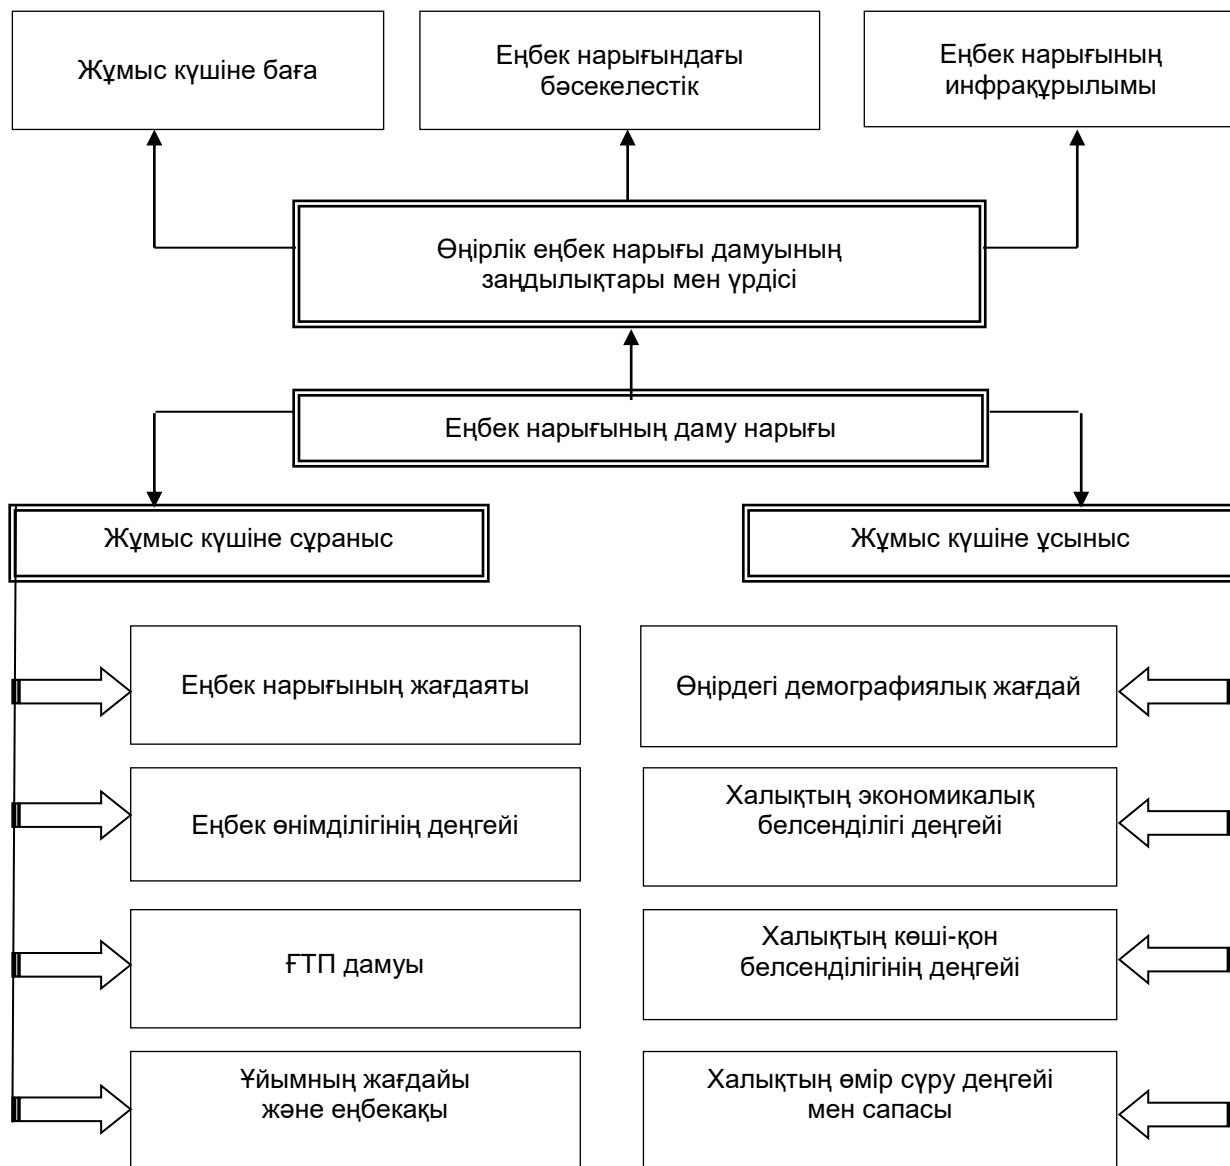 Жұмыс күшіне баға
Еңбек нарығындағы
бәсекелестік
Еңбек нарығының
инфрақұрылымы
Өңірлік еңбек нарығы дамуының
заңдылықтары мен үрдісі
Еңбек нарығының даму нарығы
Жұмыс күшіне сұраныс
Жұмыс күшіне ұсыныс
Еңбек нарығының жағдаяты
Өңірдегі демографиялық жағдай
Еңбек өнімділігінің деңгейі
Халықтың экономикалық
белсенділігі деңгейі
ҒТП дамуы
Халықтың көші-қон
белсенділігінің деңгейі
Ұйымның жағдайы
және еңбекақы
Халықтың өмір сүру деңгейі
мен сапасы